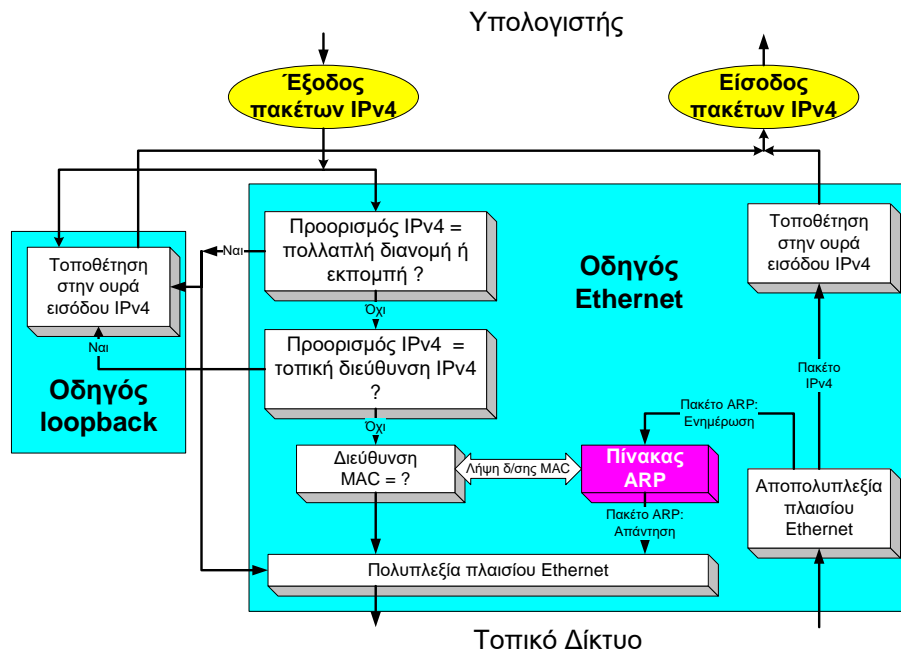 Υπολογιστής
Έξοδος
πακέτων IPv4
Είσοδος
πακέτων IPv4
Προορισμός IPv4 =
πολλαπλή διανομή ή
εκπομπή ?
Ναι
Τοποθέτηση
στην ουρά
εισόδου IPv4
Οδηγός
Ethernet
Τοποθέτηση
στην ουρά
εισόδου IPv4
Όχι
Ναι
Προορισμός IPv4 =
τοπική διεύθυνση IPv4
?
Οδηγός
loopback
Πακέτο
IPv4
Όχι
Πακέτο ARP:
Ενημέρωση
Διεύθυνση
MAC = ?
Λήψη δ/σης MAC
Πίνακας
ARP
Αποπολυπλεξία
πλαισίου
Ethernet
Πακέτο ARP:
Απάντηση
Πολυπλεξία πλαισίου Ethernet
Τοπικό Δίκτυο